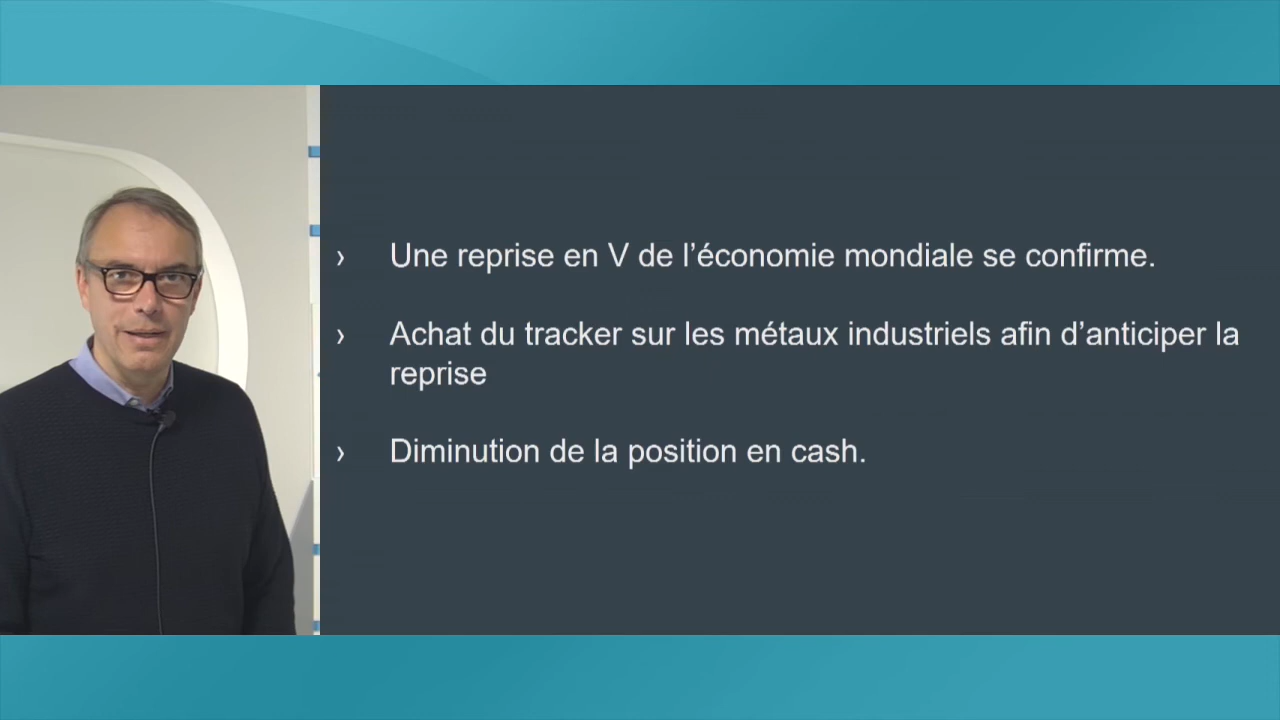 › Une reprise en V de l’économie mondiale se confirme.
› Achat du tracker sur les métaux industriels afin d’anticiper la
reprise
› Diminution de la position en cash.